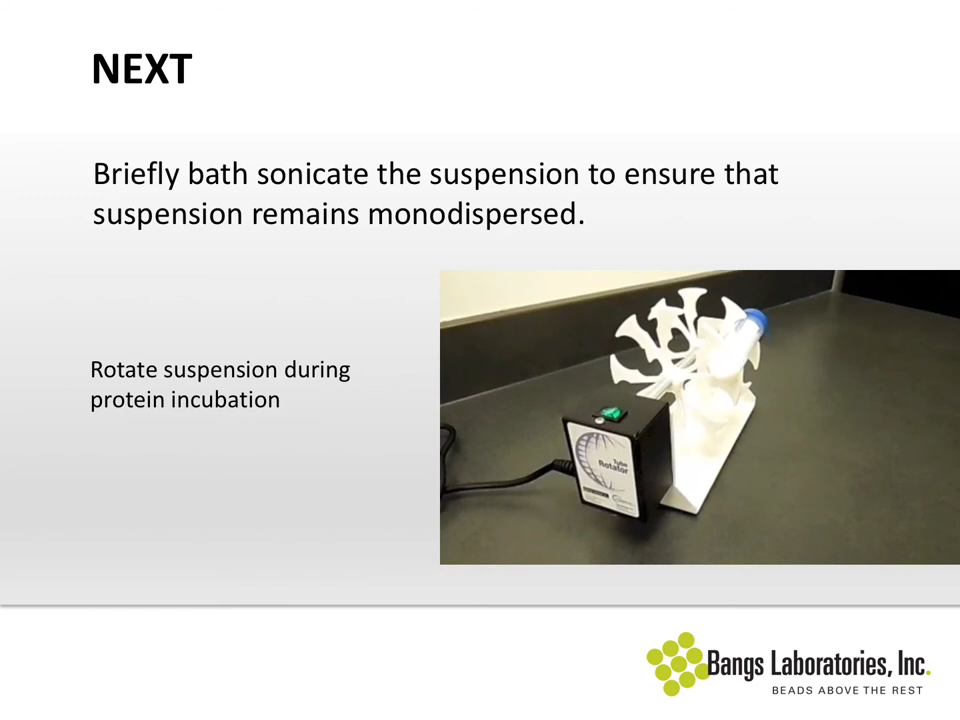 NEXT
Briefly bath sonicate the suspension to ensure that
suspension remains monodispersed.
Rotate suspension during
protein incubation
Tube
Rotator
Bangs Laboratories, Inc.
BEADS ABOVE THE REST